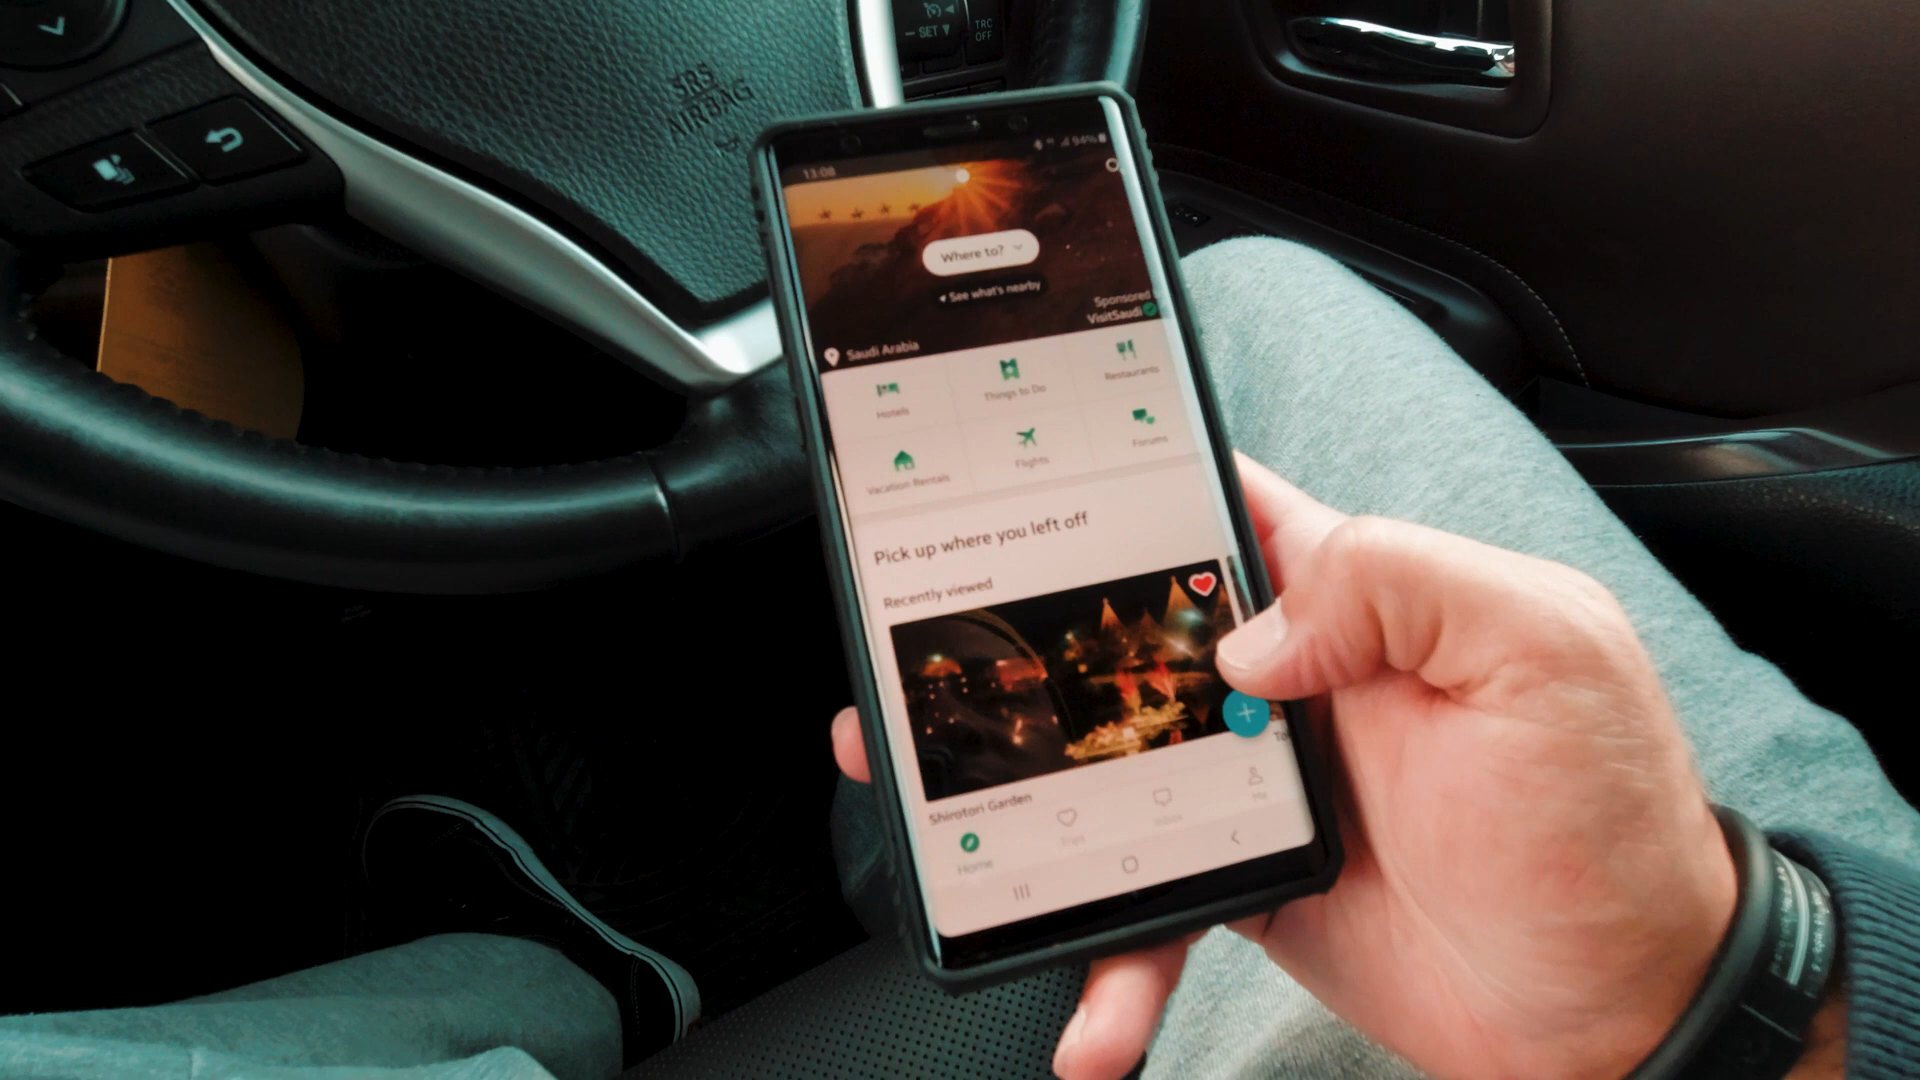 SET
TRC
OFF
SRS
AIRBAG
13:08
94%
Where to?
See what's nearby
Sponsored
VisitSaudi
Saudi Arabia
Hotels
Things to Do
Restaurants
Vacation Rentals
Flights
Forums
Pick up where you left off
Recently viewed
Shirotori Garden
To
Home
Trips
Inbox
Me